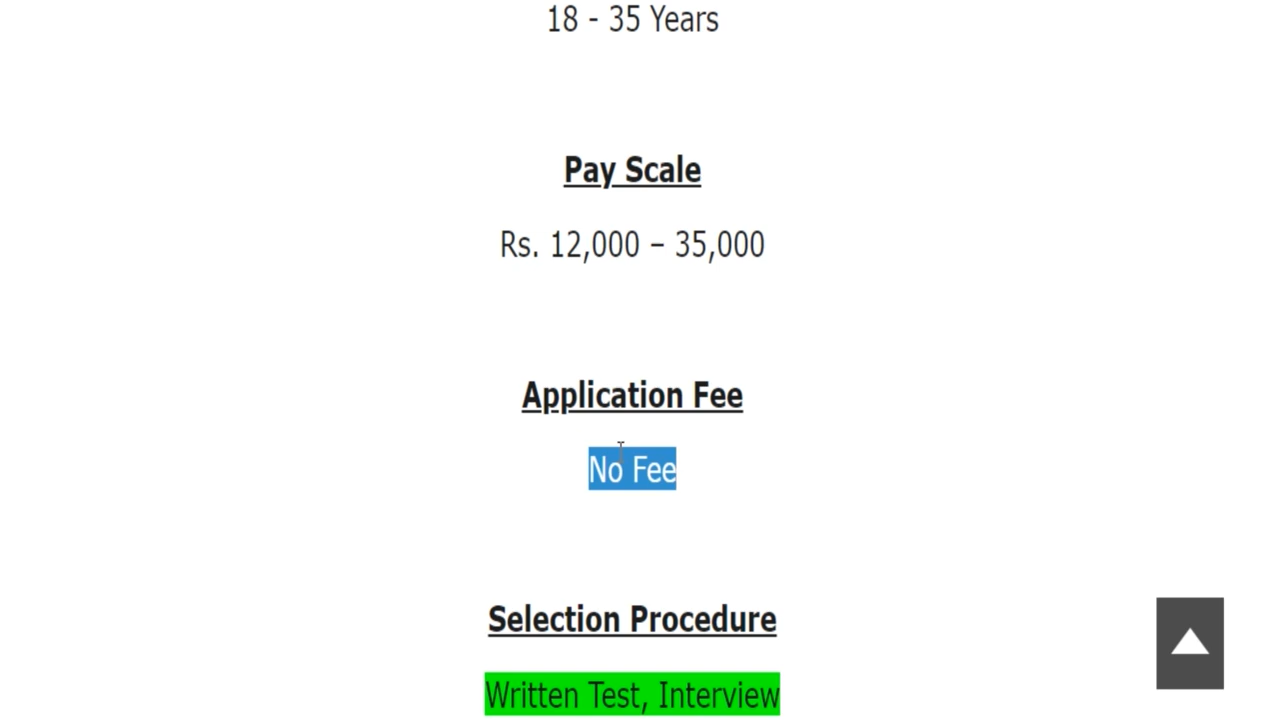 18 - 35 Years
Pay Scale
Rs. 12,000 – 35,000
Application Fee
No Fee
Selection Procedure
Written Test, Interview